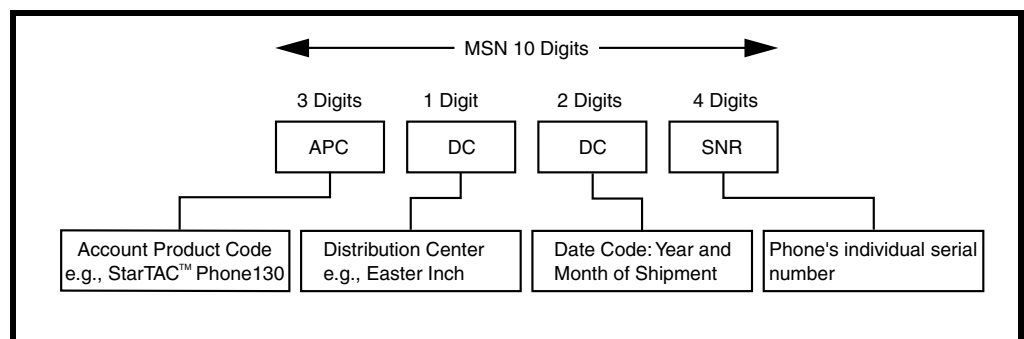 MSN 10 Digits
3 Digits
1 Digit
2 Digits
4 Digits
APC
DC
DC
SNR
Account Product Code
e.g., StarTAC™ Phone130
Distribution Center
e.g., Easter Inch
Date Code: Year and
Month of Shipment
Phone's individual serial
number